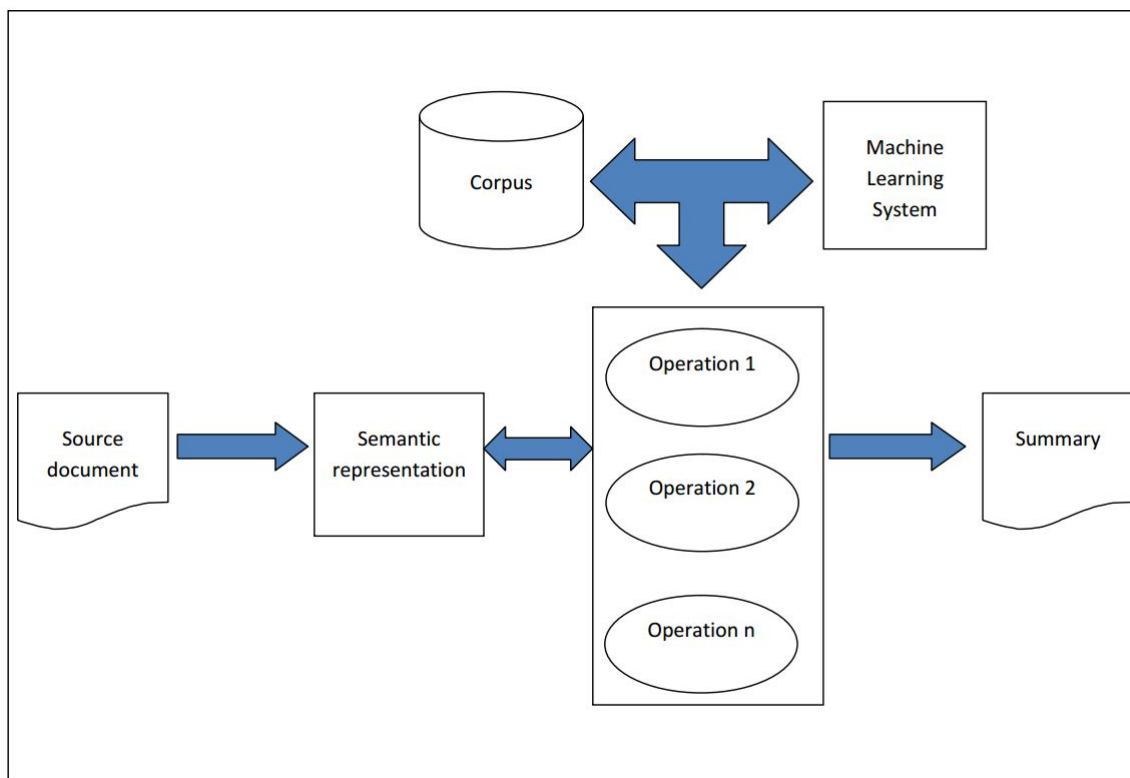 Corpus
Machine
Learning
System
Source
document
Semantic
representation
Operation 1
Operation 2
Operation n
Summary